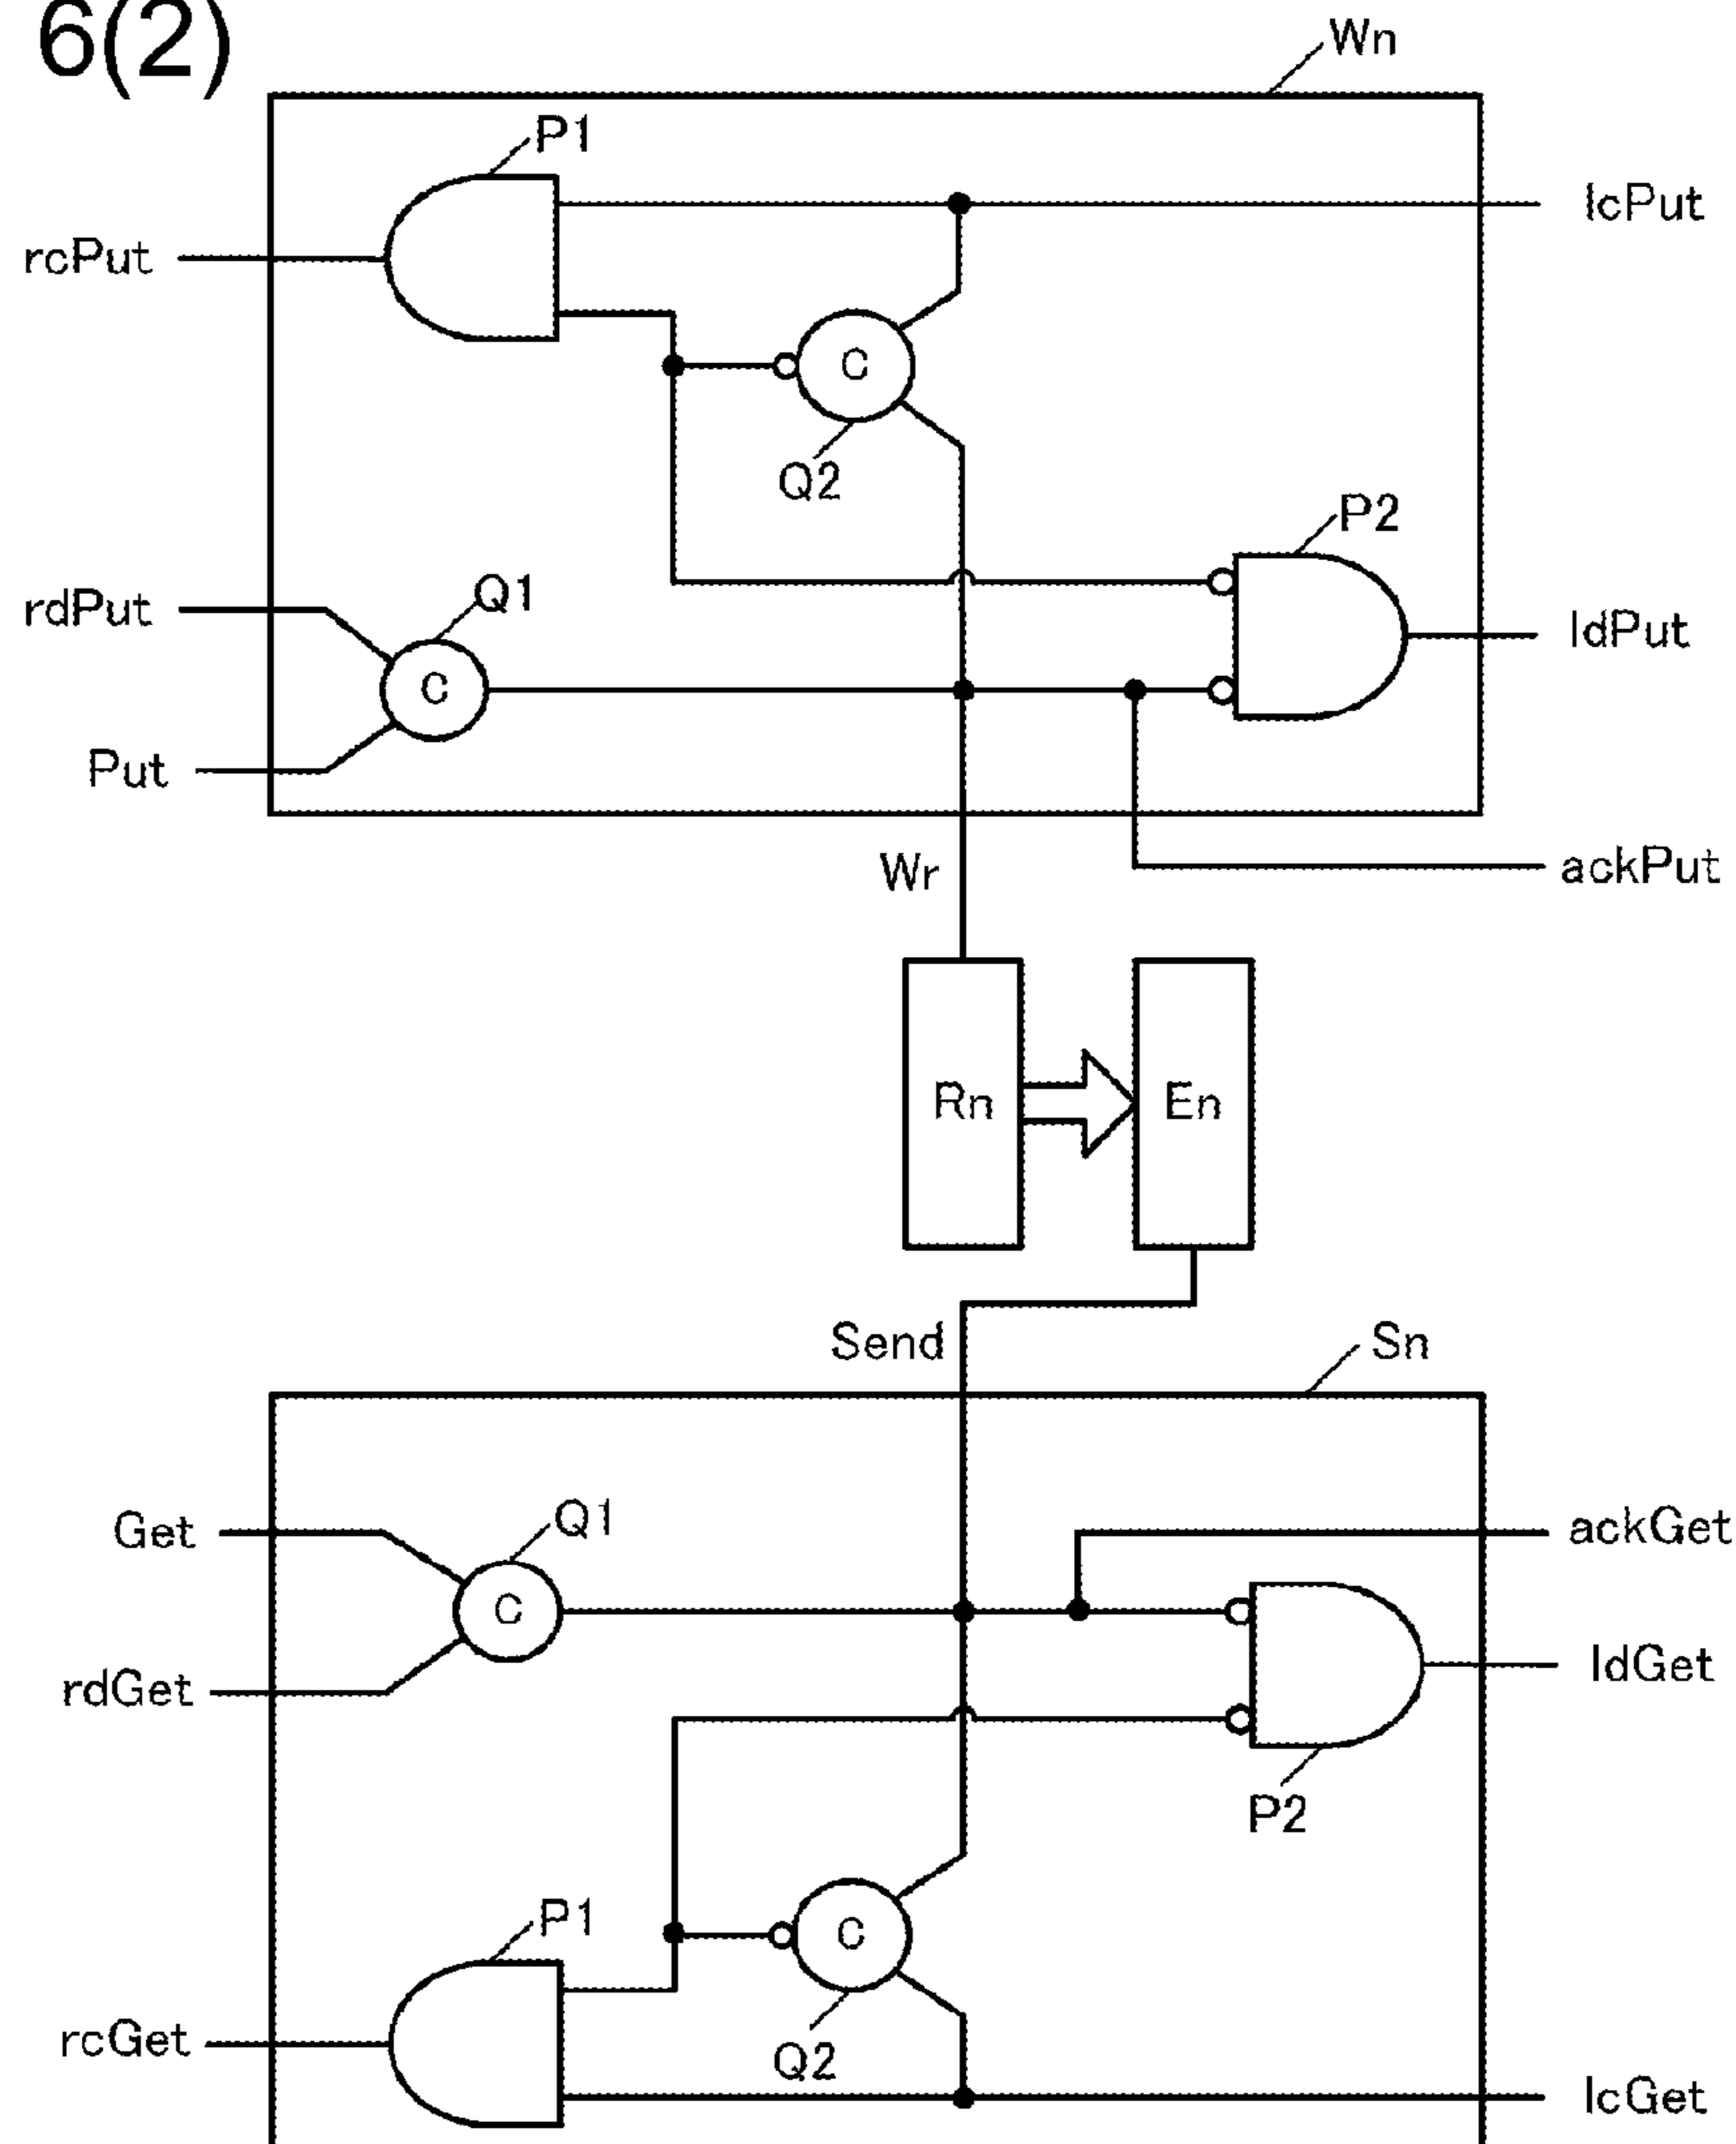 6(2)
Wn
P1
lcPut
rcPut
C
Q2
P2
rdPut
Q1
ldPut
C
Put
Wr
ackPut
Rn
En
Send
Sn
Get
Q1
ackGet
C
ldGet
rdGet
P2
P1
C
rcGet
Q2
lcGet